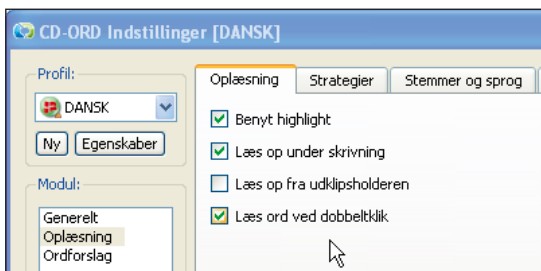 CD-ORD Indstillinger [DANSK]
Profil:
DANSK
Ny Egenskaber
Modul:
Generelt
Oplæsning
Ordforslag
Oplæsning Strategier Stemmer og sprog
Benyt highlight
Læs op under skrivning
Læs op fra udklipsholderen
Læs ord ved dobbeltklik